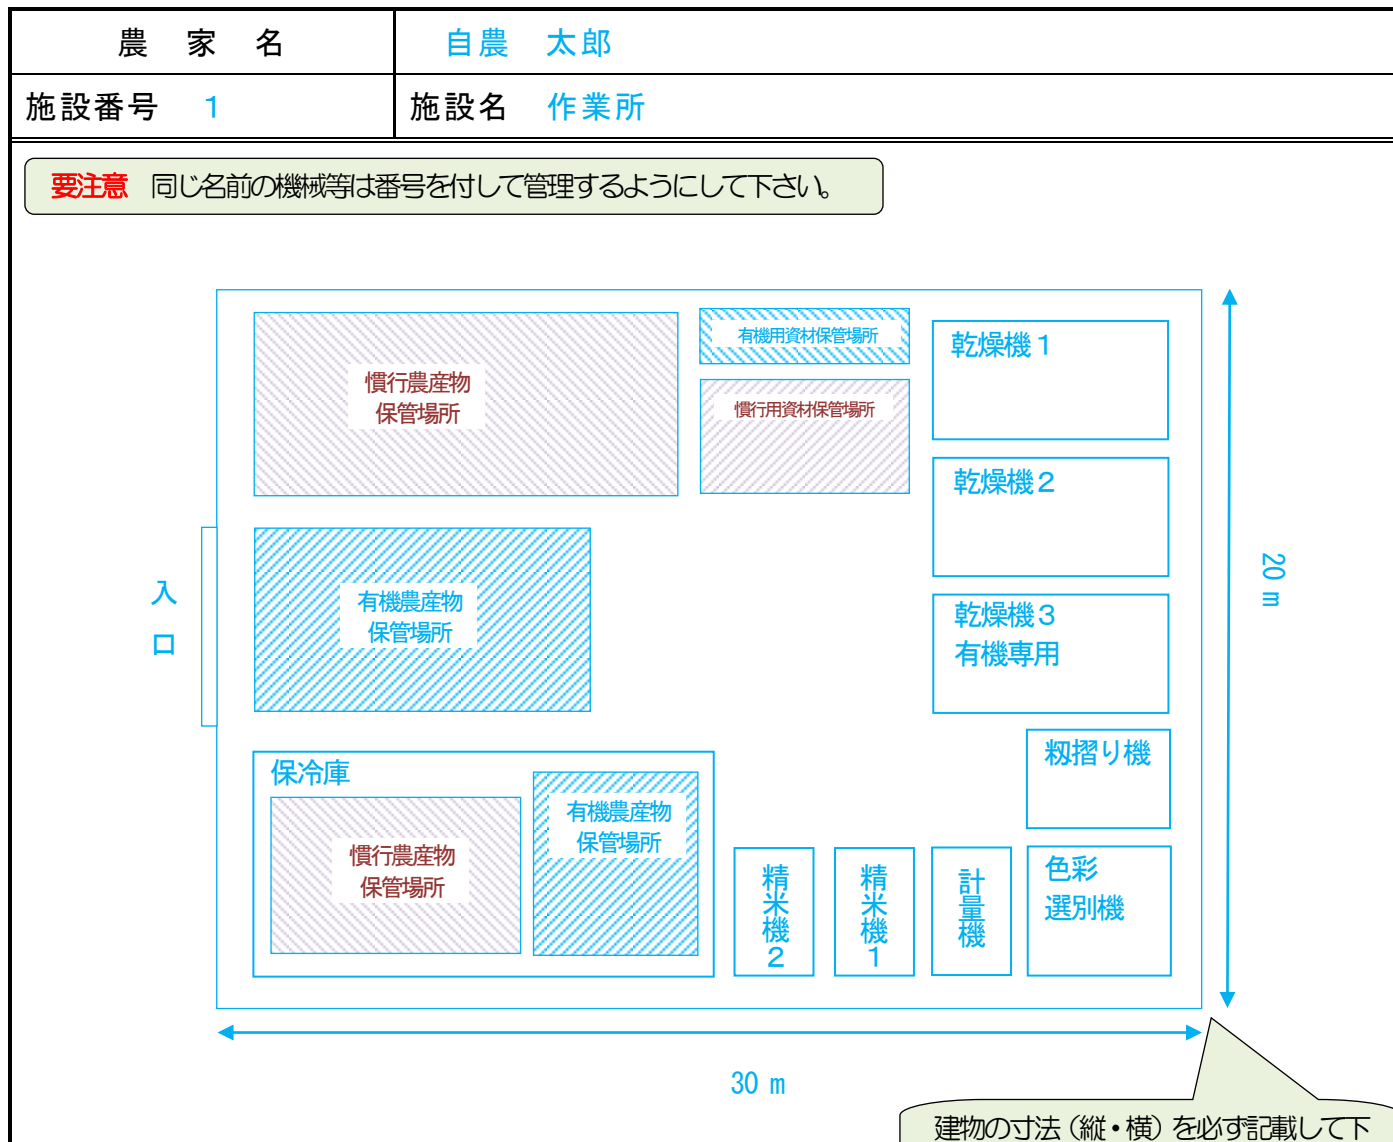 農　家　名　自農　太郎
施設番号　1　施設名　作業所
要注意　同じ名前の機械等は番号を付して管理するようにして下さい。
慣行農産物
保管場所
有機用資材保管場所
慣行用資材保管場所
乾燥機1
乾燥機2
乾燥機3
有機専用
入
口
有機農産物
保管場所
20 m
籾摺り機
保冷庫
慣行農産物
保管場所
有機農産物
保管場所
精米機2
精米機1
計量機
色彩
選別機
30 m
建物の寸法（縦・横）を必ず記載して下